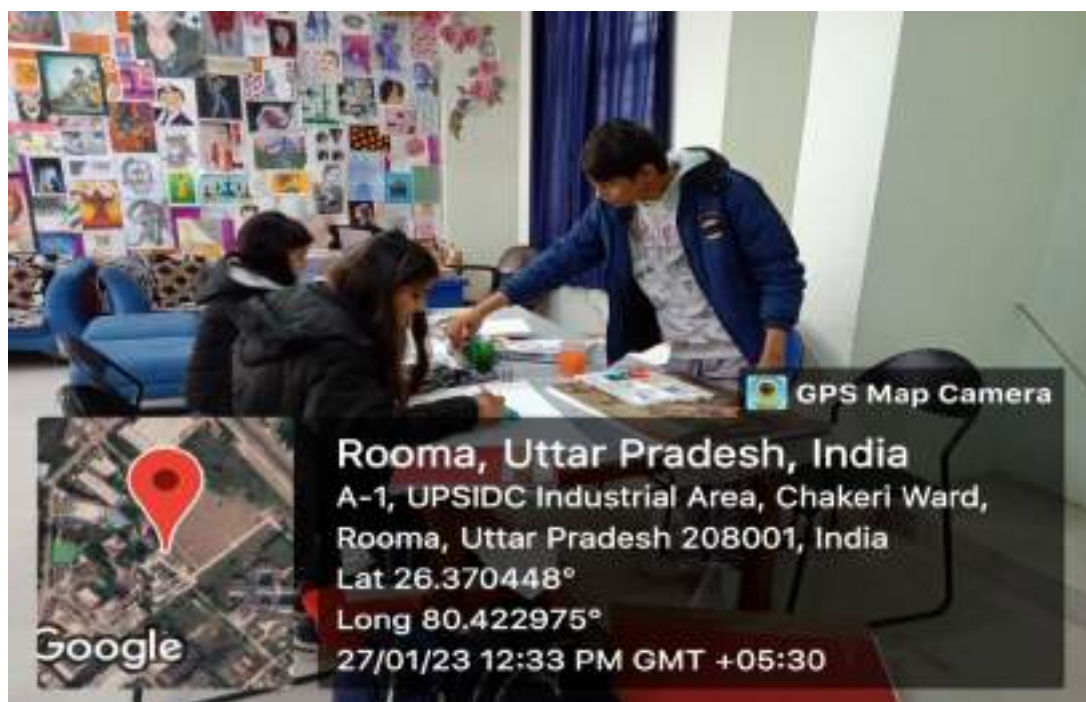 GPS Map Camera
Rooma, Uttar Pradesh, India
A-1, UPSIDC Industrial Area, Chakeri Ward,
Rooma, Uttar Pradesh 208001, India
Lat 26.370448°
Long 80.422975°
27/01/23 12:33 PM GMT +05:30
Google